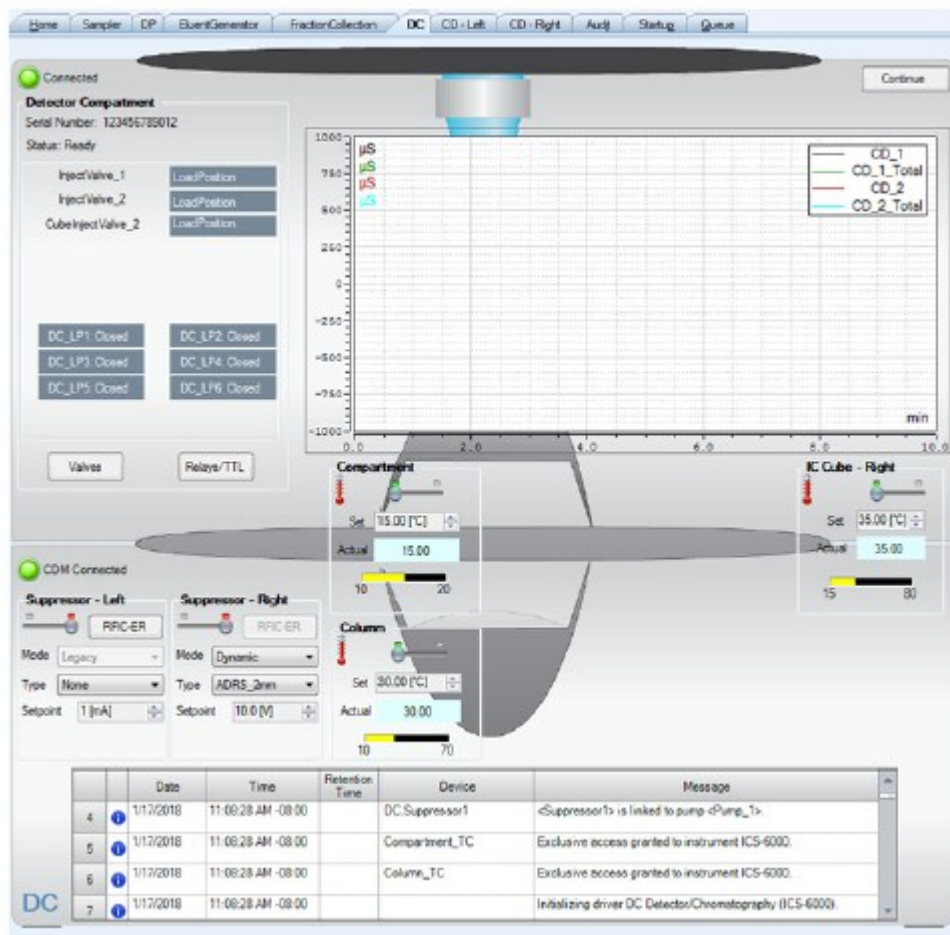 Home Sampler DP EluentGenerator FractionCollection DC CD - Left CD - Right Audit Startup Queue
Connected
Continue
Detector Compartment
Serial Number: 123456789012
Status: Ready
InjectValve_1 LoadPosition
InjectValve_2 LoadPosition
CubeInjectValve_2 LoadPosition
DC_LP1: Closed DC_LP2: Closed
DC_LP3: Closed DC_LP4: Closed
DC_LP5: Closed DC_LP6: Closed
Valves Relays/TTL
1000
750
500
250
0
-250
-500
-750
-1000
µS
µS
µS
µS
CD_1
CD_1_Total
CD_2
CD_2_Total
min
0.0 2.0 4.0 6.0 8.0 10.0
Compartment
Set 15.00 [°C]
Actual 15.00
10 20
IC Cube - Right
Set 35.00 [°C]
Actual 35.00
15 80
CDM Connected
Suppressor - Left
RFIC-ER
Mode Legacy
Type None
Setpoint 1 [mA]
Suppressor - Right
RFIC-ER
Mode Dynamic
Type ADRS_2mm
Setpoint 10.0 [V]
Column
Set 30.00 [°C]
Actual 30.00
10 70
Date Time Retention Time Device Message
4 1/17/2018 11:08:28 AM -08:00 DC.Suppressor1 <Suppressor1> is linked to pump <Pump_1>.
5 1/17/2018 11:08:28 AM -08:00 Compartment_TC Exclusive access granted to instrument ICS-6000.
6 1/17/2018 11:08:28 AM -08:00 Column_TC Exclusive access granted to instrument ICS-6000.
7 1/17/2018 11:08:28 AM -08:00 Initializing driver DC Detector/Chromatography (ICS-6000).
DC